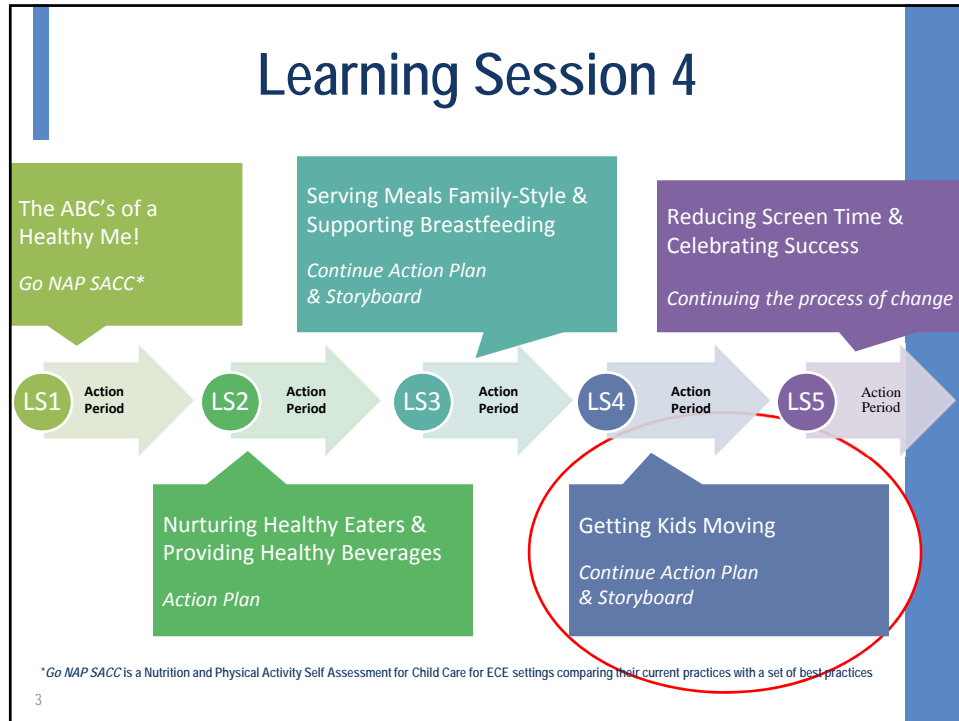 Learning Session 4
The ABC's of a
Healthy Me!
Go NAP SACC*
Serving Meals Family-Style &
Supporting Breastfeeding
Continue Action Plan
& Storyboard
Reducing Screen Time &
Celebrating Success
Continuing the process of change
LS1
Action
Period
LS2
Action
Period
LS3
Action
Period
LS4
Action
Period
LS5
Action
Period
Nurturing Healthy Eaters &
Providing Healthy Beverages
Action Plan
Getting Kids Moving
Continue Action Plan
& Storyboard
*Go NAP SACC is a Nutrition and Physical Activity Self Assessment for Child Care for ECE settings comparing their current practices with a set of best practices
3